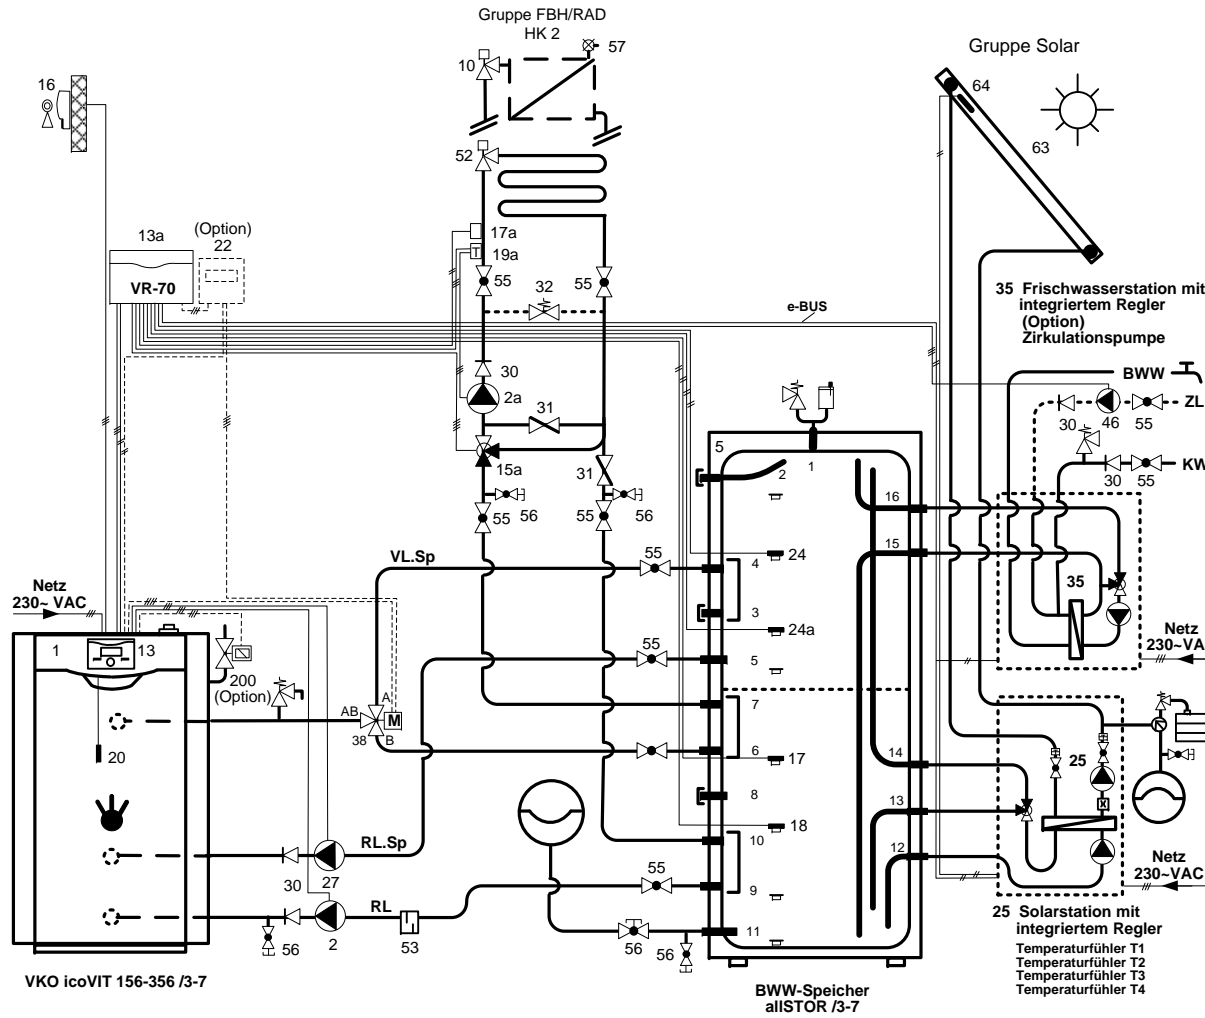 Gruppe FBH/RAD
HK 2
57
10
Gruppe Solar
16
64
63
52
(Option)
22
13a
VR-70
17a
T
19a
55
55
32
e-BUS
35 Frischwasserstation mit
integriertem Regler
(Option)
Zirkulationspumpe
30
2a
31
BWW
ZL
30
46
55
KW
30
55
15a
31
5
2
1
55
56
55
56
16
VL.Sp
55
4
24
15
35
Netz
230~ VAC
3
24a
1
13
55
5
Netz
230~VA
200
(Option)
A
AB
M
38
B
7
6
17
14
25
20
8
13
X
18
10
12
RL.Sp
30
27
55
9
Netz
230~VAC
RL
2
53
56
56
56
11
25 Solarstation mit
integriertem Regler
Temperaturfühler T1
Temperaturfühler T2
Temperaturfühler T3
Temperaturfühler T4
VKO icoVIT 156-356 /3-7
BWW-Speicher
allSTOR /3-7